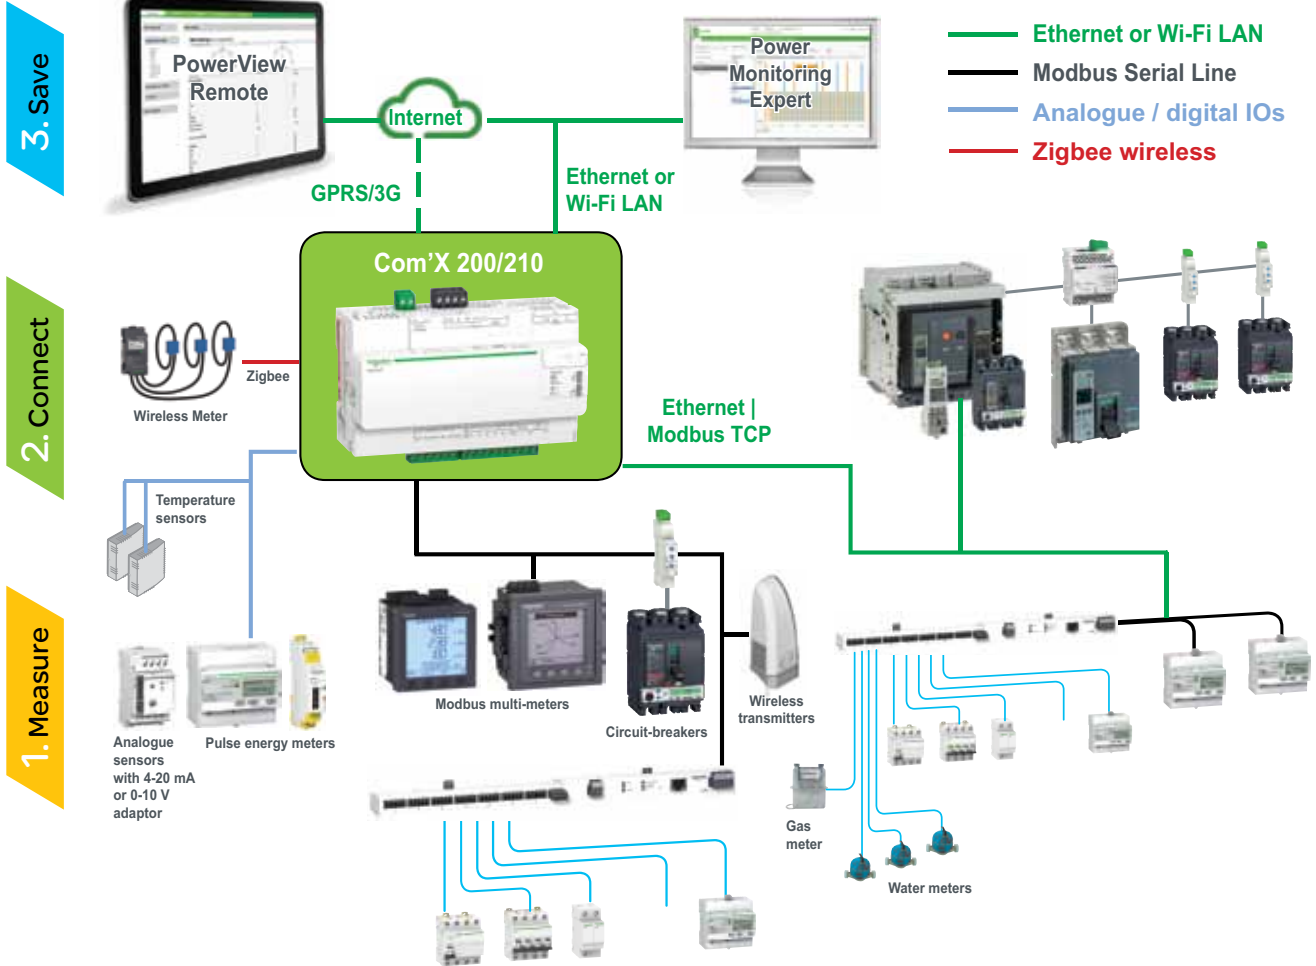 3. Save
PowerView
Remote
Internet
Power
Monitoring
Expert
Ethernet or Wi-Fi LAN
Modbus Serial Line
Analogue / digital IOs
Zigbee wireless
GPRS/3G
Ethernet or
Wi-Fi LAN
2. Connect
Com'X 200/210
Zigbee
Wireless Meter
Ethernet |
Modbus TCP
Temperature
sensors
1. Measure
Analogue
sensors
with 4-20 mA
or 0-10 V
adaptor
Pulse energy meters
Modbus multi-meters
Circuit-breakers
Wireless
transmitters
Gas
meter
Water meters